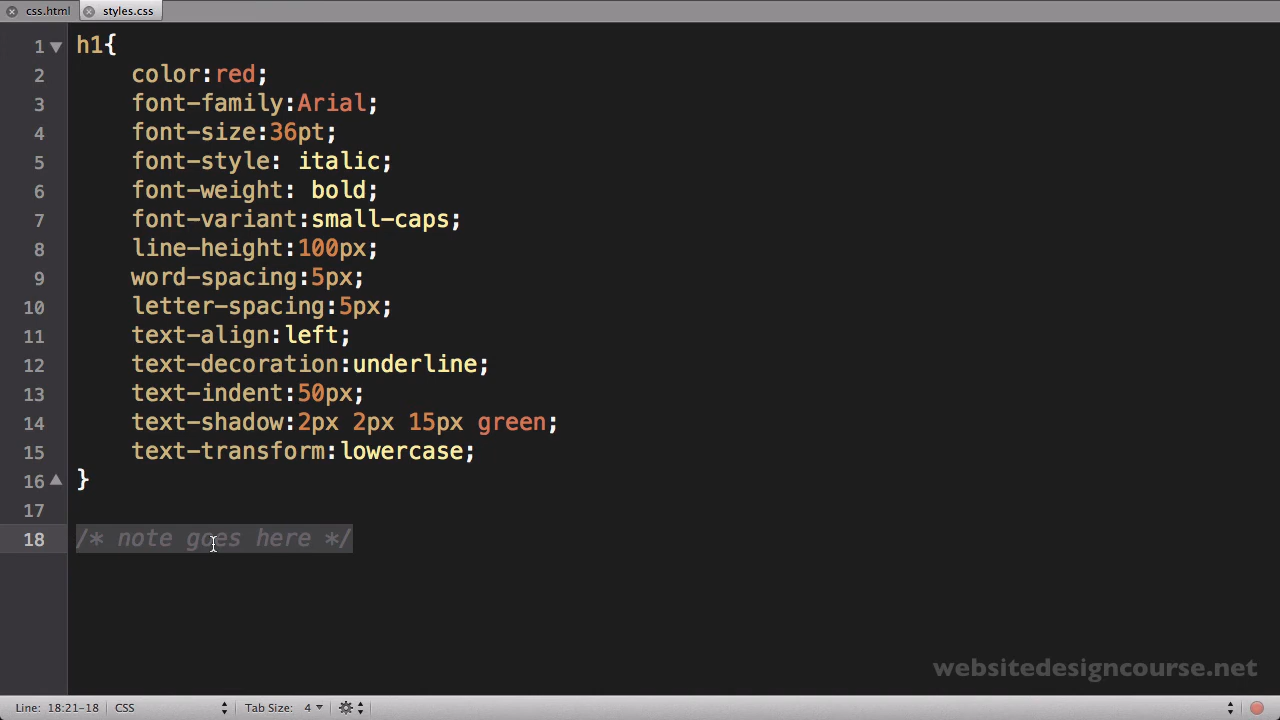 css.html styles.css
1 h1{
2 color:red;
3 font-family:Arial;
4 font-size:36pt;
5 font-style: italic;
6 font-weight: bold;
7 font-variant:small-caps;
8 line-height:100px;
9 word-spacing:5px;
10 letter-spacing:5px;
11 text-align:left;
12 text-decoration:underline;
13 text-indent:50px;
14 text-shadow:2px 2px 15px green;
15 text-transform:lowercase;
16 }
17
18 /* note goes here */
websitedesigncourse.net
Line: 18:21-18 CSS Tab Size: 4